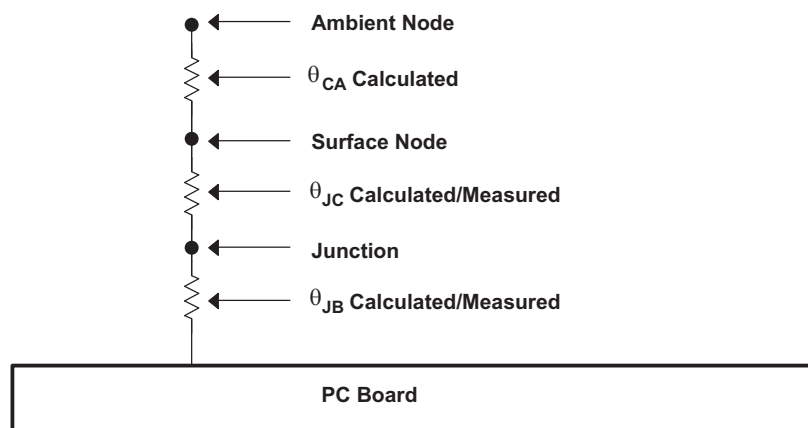 Ambient Node
θCA Calculated
Surface Node
θJC Calculated/Measured
Junction
θJB Calculated/Measured
PC Board